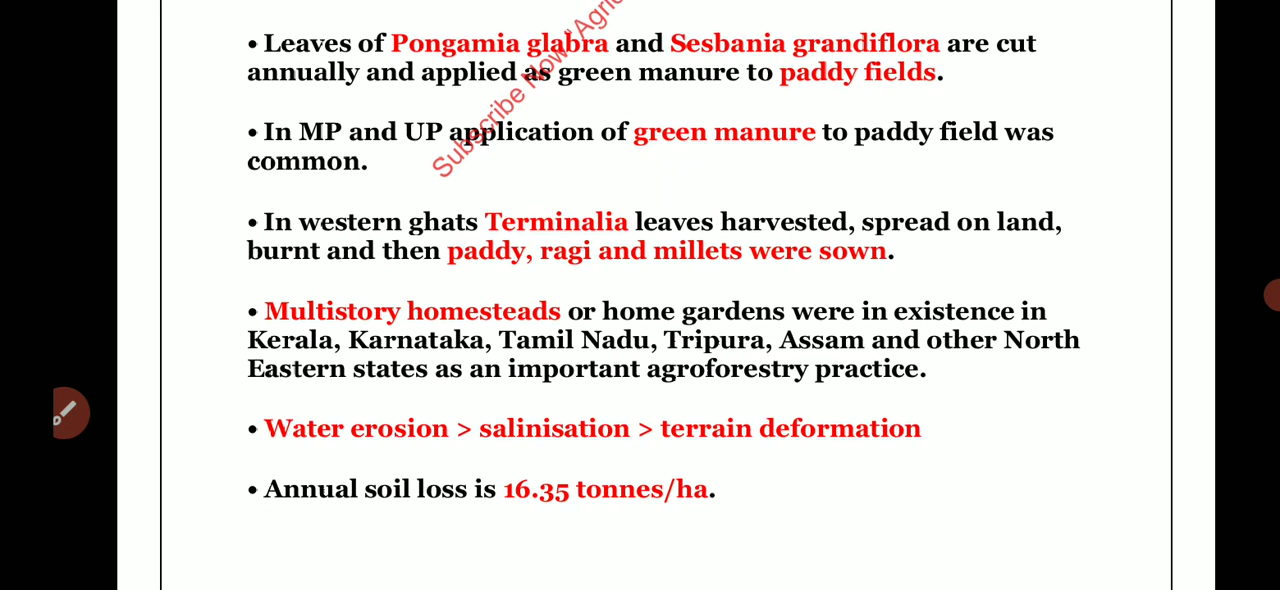 • Leaves of Pongamia glabra and Sesbania grandiflora are cut
annually and applied as green manure to paddy fields.
• In MP and UP application of green manure to paddy field was
common.
• In western ghats Terminalia leaves harvested, spread on land,
burnt and then paddy, ragi and millets were sown.
• Multistory homesteads or home gardens were in existence in
Kerala, Karnataka, Tamil Nadu, Tripura, Assam and other North
Eastern states as an important agroforestry practice.
• Water erosion > salinisation > terrain deformation
• Annual soil loss is 16.35 tonnes/ha.
Subscribe Now "Agric